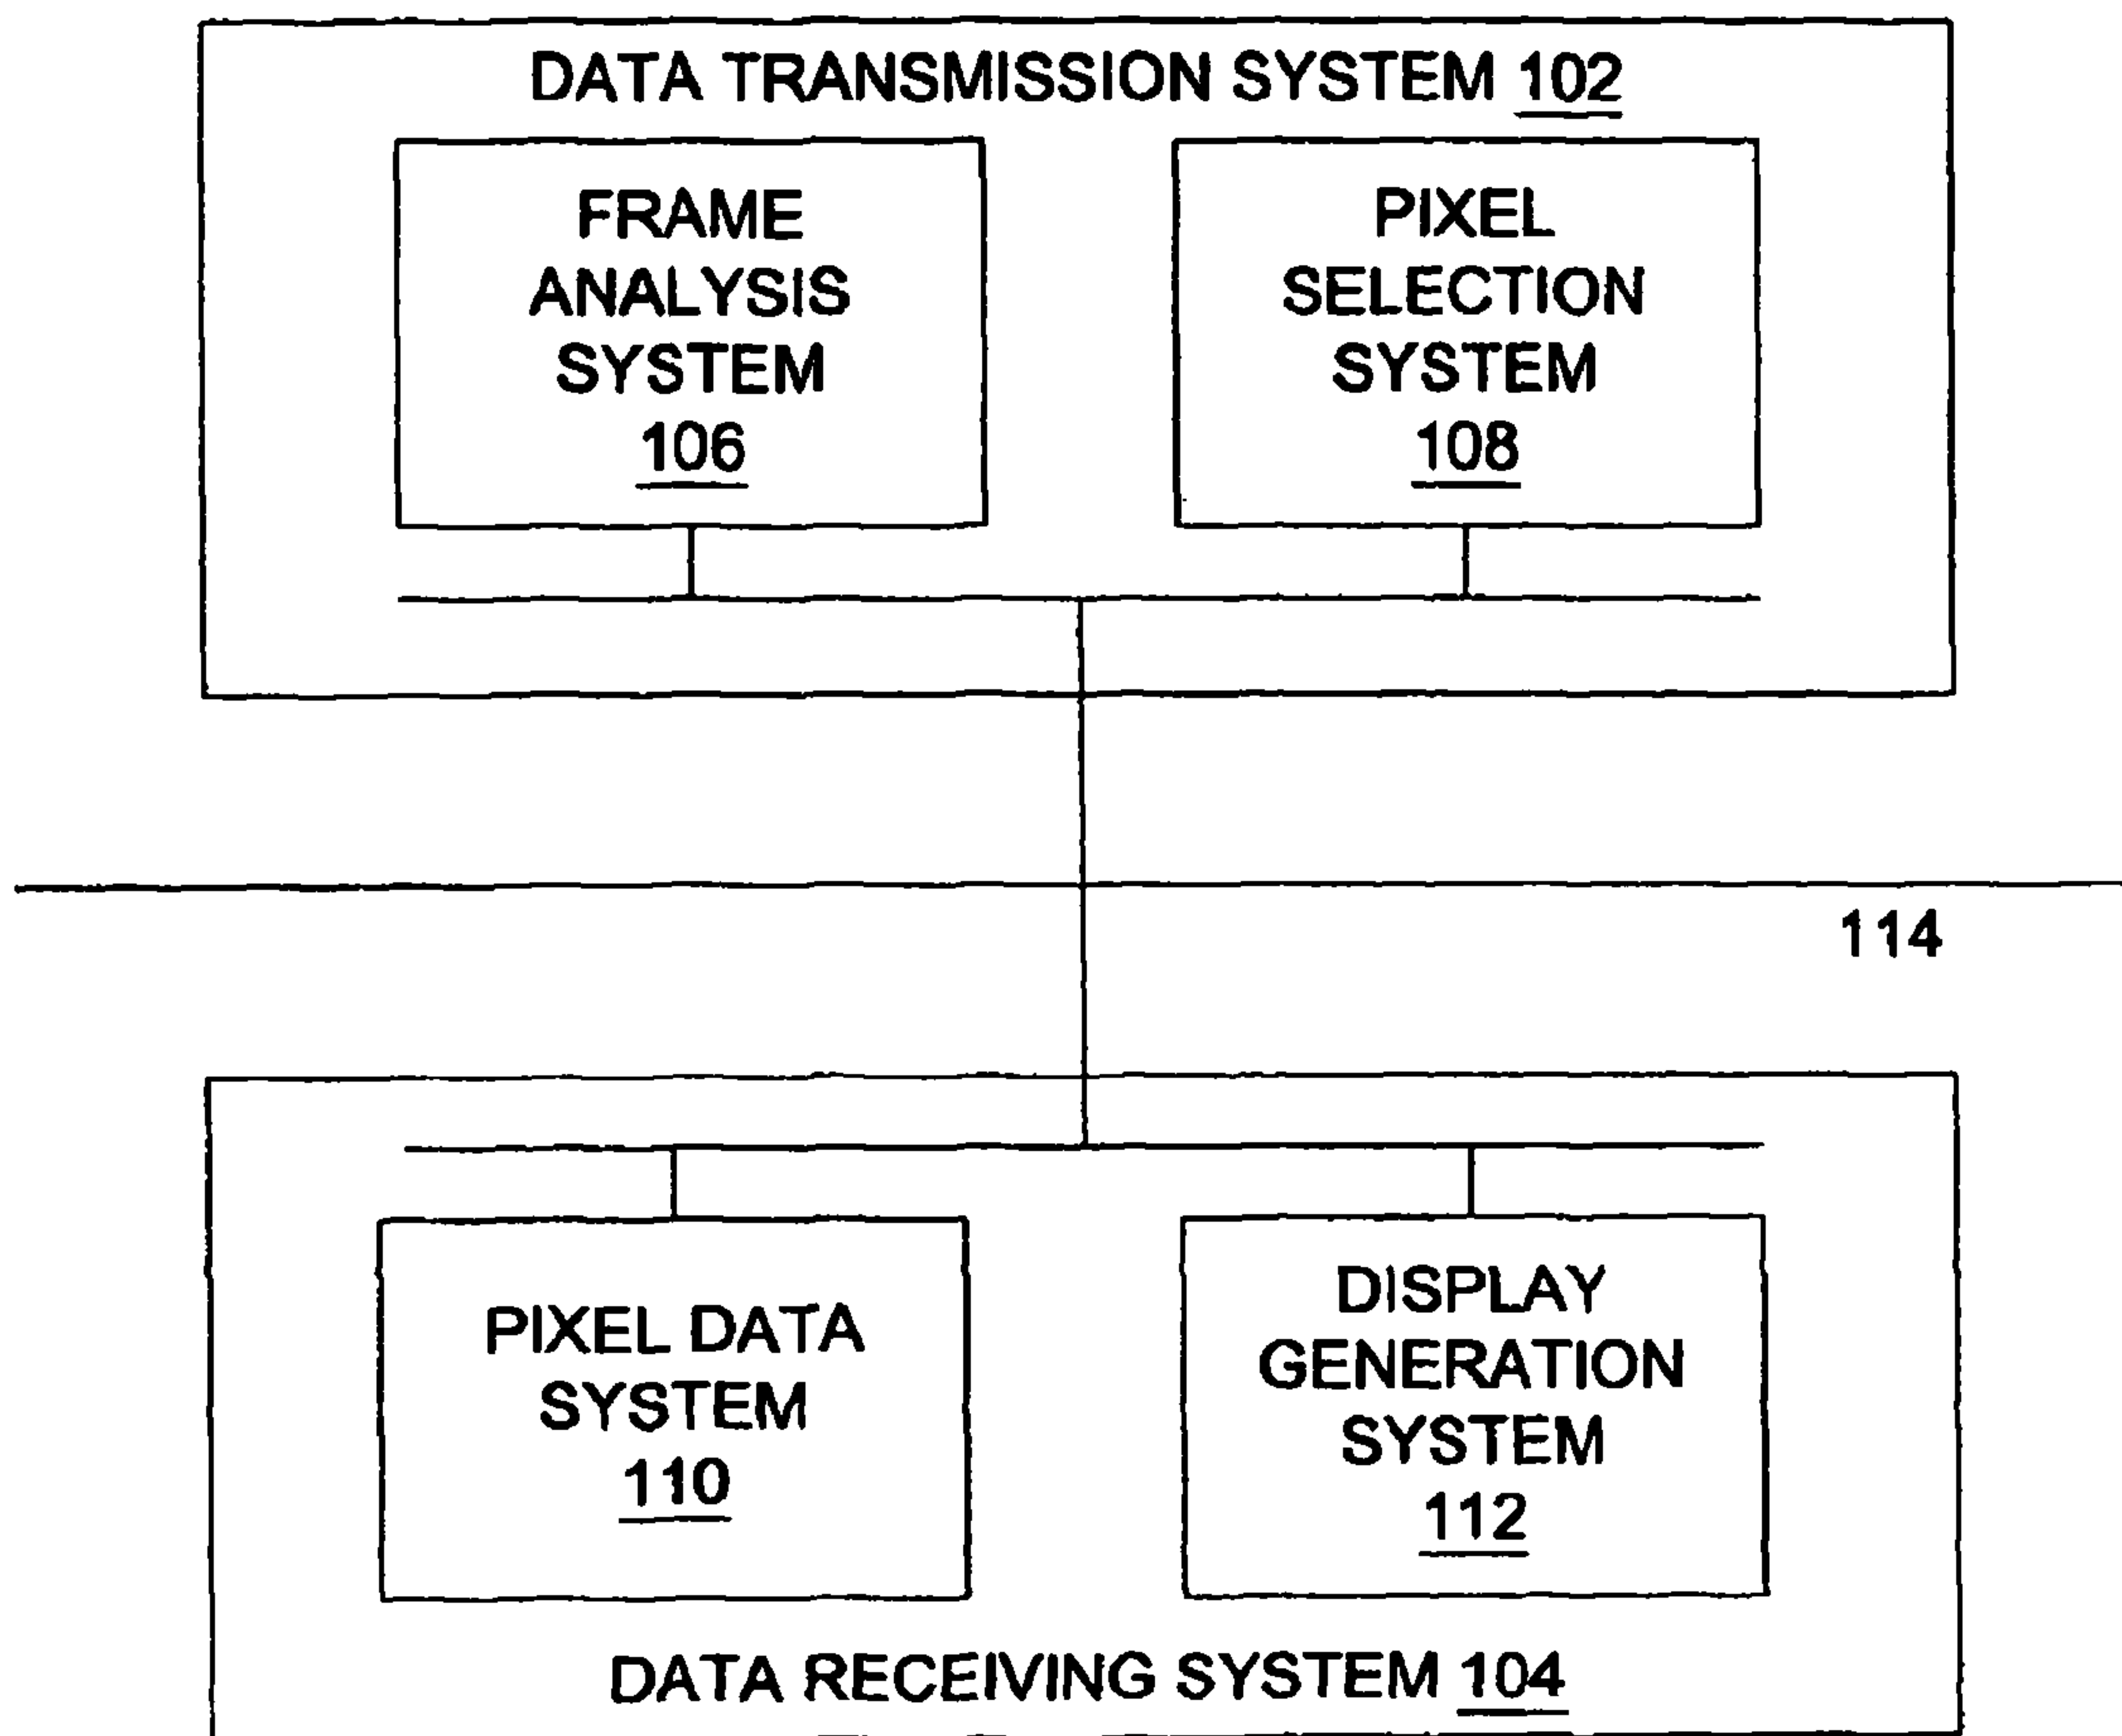 DATA TRANSMISSION SYSTEM 102
FRAME
ANALYSIS
SYSTEM
106
PIXEL
SELECTION
SYSTEM
108
114
PIXEL DATA
SYSTEM
110
DISPLAY
GENERATION
SYSTEM
112
DATA RECEIVING SYSTEM 104